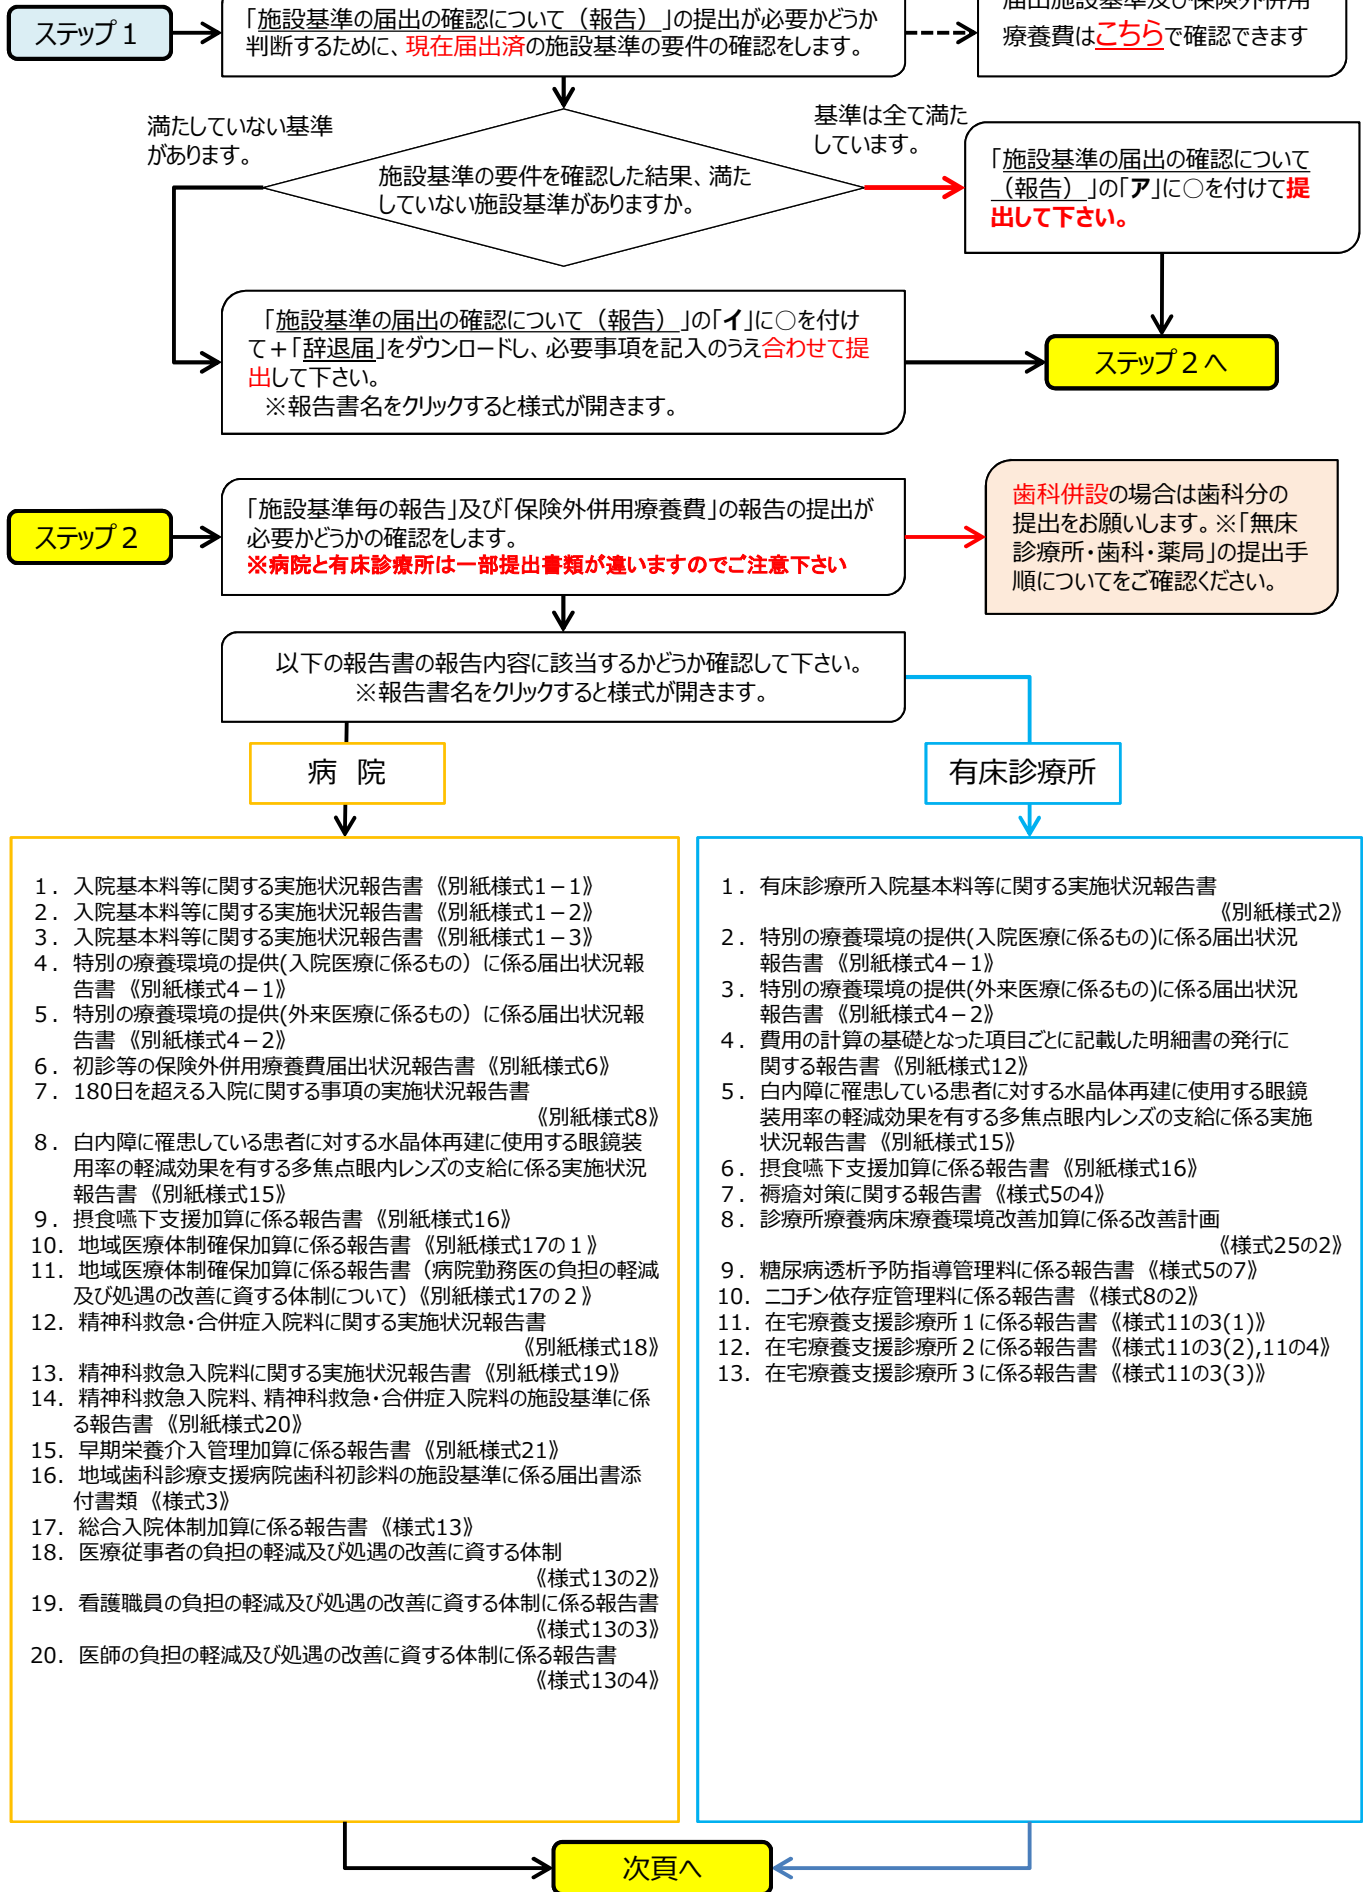 ステップ１
「施設基準の届出の確認について（報告）」の提出が必要かどうか
判断するために、現在届出済の施設基準の要件の確認をします。
届出施設基準及び保険外併用
療養費はこちらで確認できます
満たしていない基準
があります。
基準は全て満た
しています。
施設基準の要件を確認した結果、満た
していない施設基準がありますか。
「施設基準の届出の確認について
（報告）」の「ア」に○を付けて提
出して下さい。
「施設基準の届出の確認について（報告）」の「イ」に○を付け
て＋「辞退届」をダウンロードし、必要事項を記入のうえ合わせて提
出して下さい。
※報告書名をクリックすると様式が開きます。
ステップ２へ
ステップ２
「施設基準毎の報告」及び「保険外併用療養費」の報告の提出が
必要かどうかの確認をします。
※病院と有床診療所は一部提出書類が違いますのでご注意下さい
歯科併設の場合は歯科分の
提出をお願いします。※「無床
診療所・歯科・薬局」の提出手
順についてをご確認ください。
以下の報告書の報告内容に該当するかどうか確認して下さい。
※報告書名をクリックすると様式が開きます。
病 院
有床診療所
１．入院基本料等に関する実施状況報告書 《別紙様式1－1》
２．入院基本料等に関する実施状況報告書 《別紙様式1－2》
３．入院基本料等に関する実施状況報告書 《別紙様式1－3》
４．特別の療養環境の提供(入院医療に係るもの）に係る届出状況報
告書 《別紙様式4－1》
５．特別の療養環境の提供(外来医療に係るもの）に係る届出状況報
告書 《別紙様式4－2》
６．初診等の保険外併用療養費届出状況報告書 《別紙様式6》
７．180日を超える入院に関する事項の実施状況報告書
《別紙様式8》
８．白内障に罹患している患者に対する水晶体再建に使用する眼鏡装
用率の軽減効果を有する多焦点眼内レンズの支給に係る実施状況
報告書 《別紙様式15》
９．摂食嚥下支援加算に係る報告書 《別紙様式16》
10．地域医療体制確保加算に係る報告書 《別紙様式17の１》
11．地域医療体制確保加算に係る報告書（病院勤務医の負担の軽減
及び処遇の改善に資する体制について）《別紙様式17の２》
12．精神科救急・合併症入院料に関する実施状況報告書
《別紙様式18》
13．精神科救急入院料に関する実施状況報告書 《別紙様式19》
14．精神科救急入院料、精神科救急・合併症入院料の施設基準に係
る報告書 《別紙様式20》
15．早期栄養介入管理加算に係る報告書 《別紙様式21》
16．地域歯科診療支援病院歯科初診料の施設基準に係る届出書添
付書類 《様式3》
17．総合入院体制加算に係る報告書 《様式13》
18．医療従事者の負担の軽減及び処遇の改善に資する体制
《様式13の2》
19．看護職員の負担の軽減及び処遇の改善に資する体制に係る報告書
《様式13の3》
20．医師の負担の軽減及び処遇の改善に資する体制に係る報告書
《様式13の4》
１．有床診療所入院基本料等に関する実施状況報告書
《別紙様式2》
２．特別の療養環境の提供(入院医療に係るもの)に係る届出状況
報告書 《別紙様式4－1》
３．特別の療養環境の提供(外来医療に係るもの)に係る届出状況
報告書 《別紙様式4－2》
４．費用の計算の基礎となった項目ごとに記載した明細書の発行に
関する報告書 《別紙様式12》
５．白内障に罹患している患者に対する水晶体再建に使用する眼鏡
装用率の軽減効果を有する多焦点眼内レンズの支給に係る実施
状況報告書 《別紙様式15》
６．摂食嚥下支援加算に係る報告書 《別紙様式16》
７．褥瘡対策に関する報告書 《様式5の4》
８．診療所療養病床療養環境改善加算に係る改善計画
《様式25の2》
９．糖尿病透析予防指導管理料に係る報告書 《様式5の7》
10．ニコチン依存症管理料に係る報告書 《様式8の2》
11．在宅療養支援診療所１に係る報告書 《様式11の3(1)》
12．在宅療養支援診療所２に係る報告書 《様式11の3(2),11の4》
13．在宅療養支援診療所３に係る報告書 《様式11の3(3)》
次頁へ